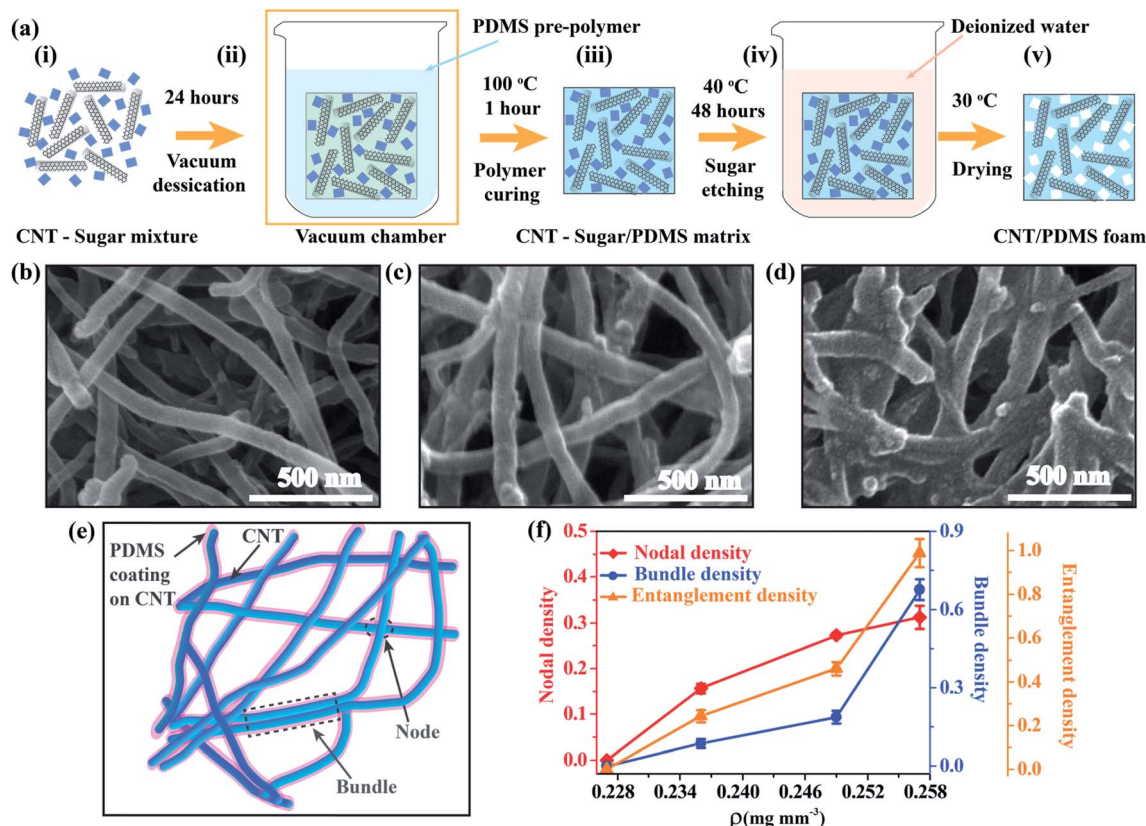 (a)
(i)
24 hours
Vacuum
dessication
CNT - Sugar mixture
(ii)
PDMS pre-polymer
Vacuum chamber
100 °C
1 hour
Polymer
curing
(iii)
CNT - Sugar/PDMS matrix
40 °C
48 hours
Sugar
etching
(iv)
Deionized water
30 °C
Drying
(v)
CNT/PDMS foam
(b)
500 nm
(c)
500 nm
(d)
500 nm
(e)
PDMS
coating
on CNT
CNT
Node
Bundle
(f)
Nodal density
Bundle density
Entanglement density
Nodal density
0.5
0.4
0.3
0.2
0.1
0.0
0.228 0.234 0.240 0.246 0.252 0.258
ρ(mg mm⁻³)
0.9
0.6
0.3
0.0
Bundle density
1.0
0.8
0.6
0.4
0.2
0.0
Entanglement density